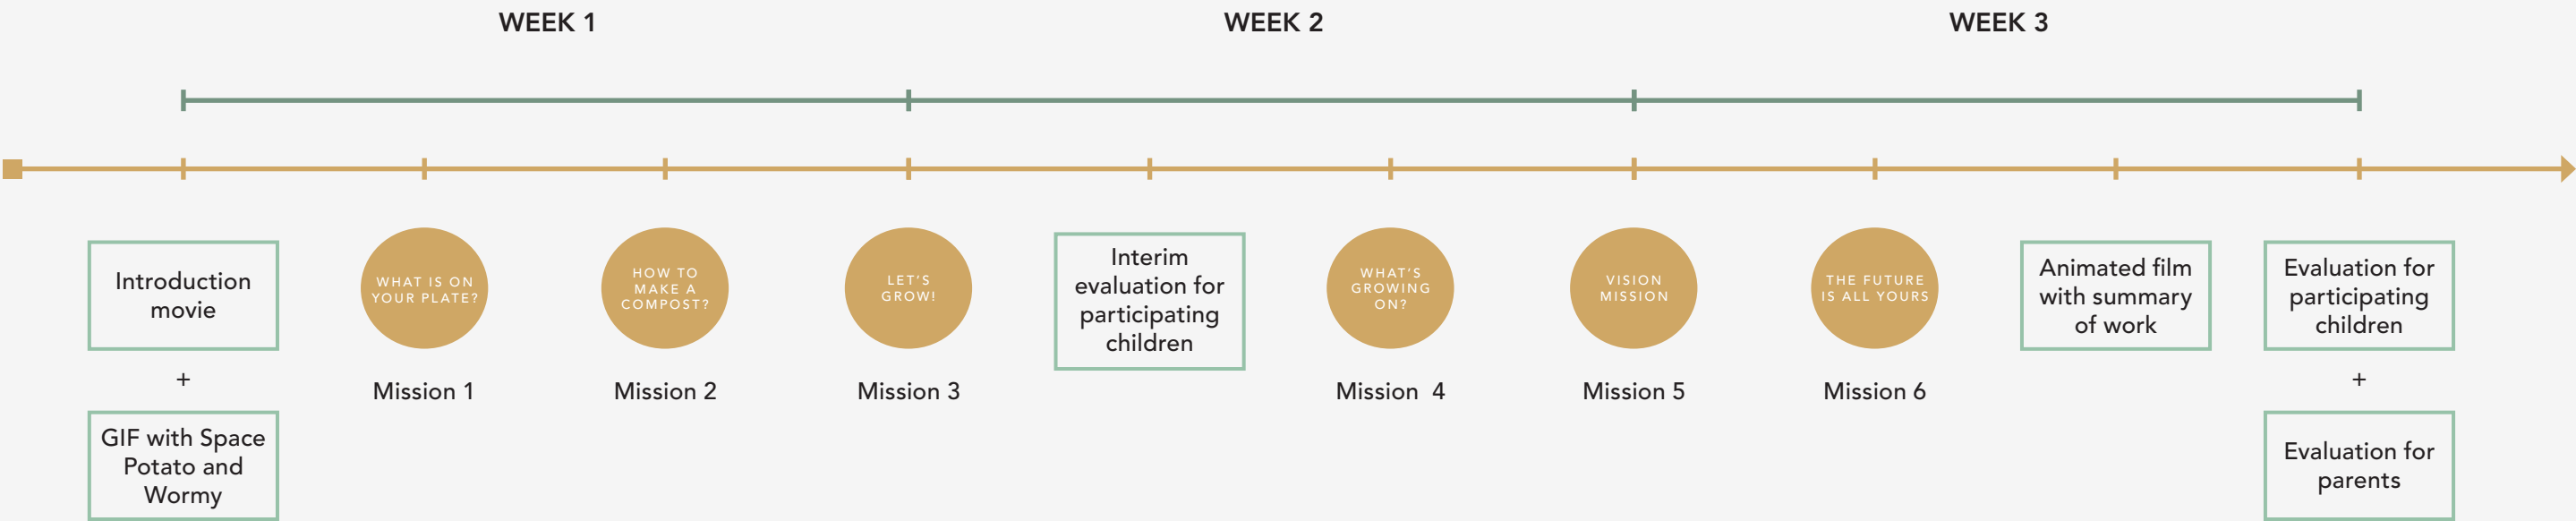 WEEK 1
WEEK 2
WEEK 3
Introduction
movie
+
GIF with Space
Potato and
Wormy
WHAT IS ON
YOUR PLATE?
Mission 1
HOW TO
MAKE A
COMPOST?
Mission 2
LET'S
GROW!
Mission 3
Interim
evaluation for
participating
children
WHAT'S
GROWING
ON?
Mission 4
VISION
MISSION
Mission 5
THE FUTURE
IS ALL YOURS
Mission 6
Animated film
with summary
of work
Evaluation for
participating
children
+
Evaluation for
parents